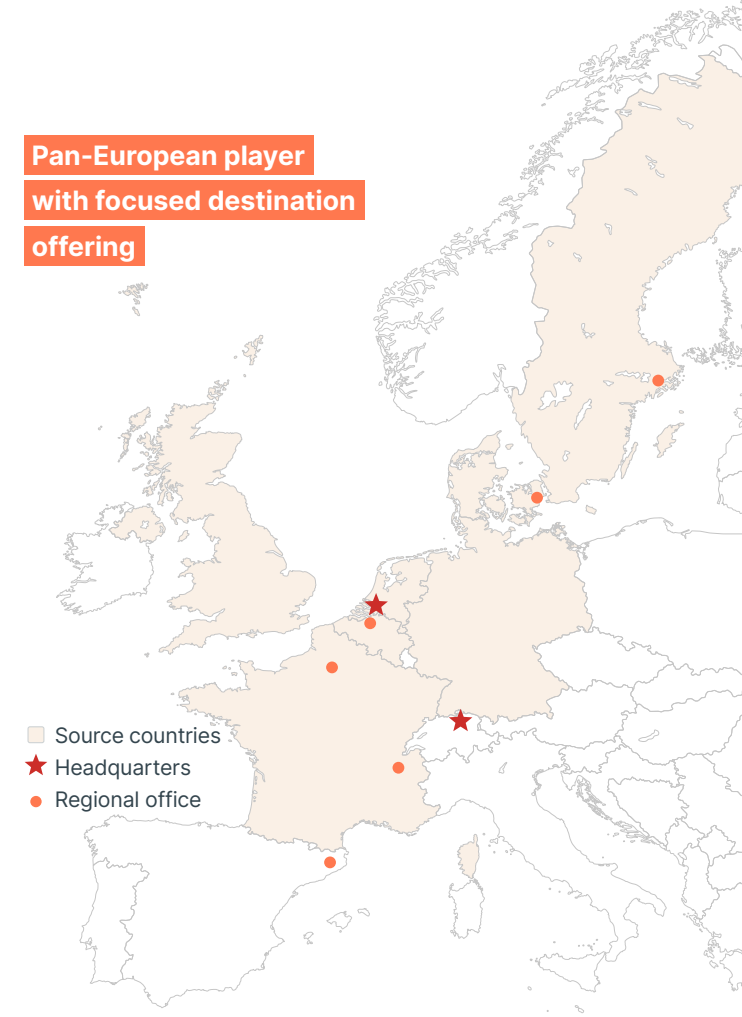 Pan-European player
with focused destination
offering
Source countries
Headquarters
Regional office